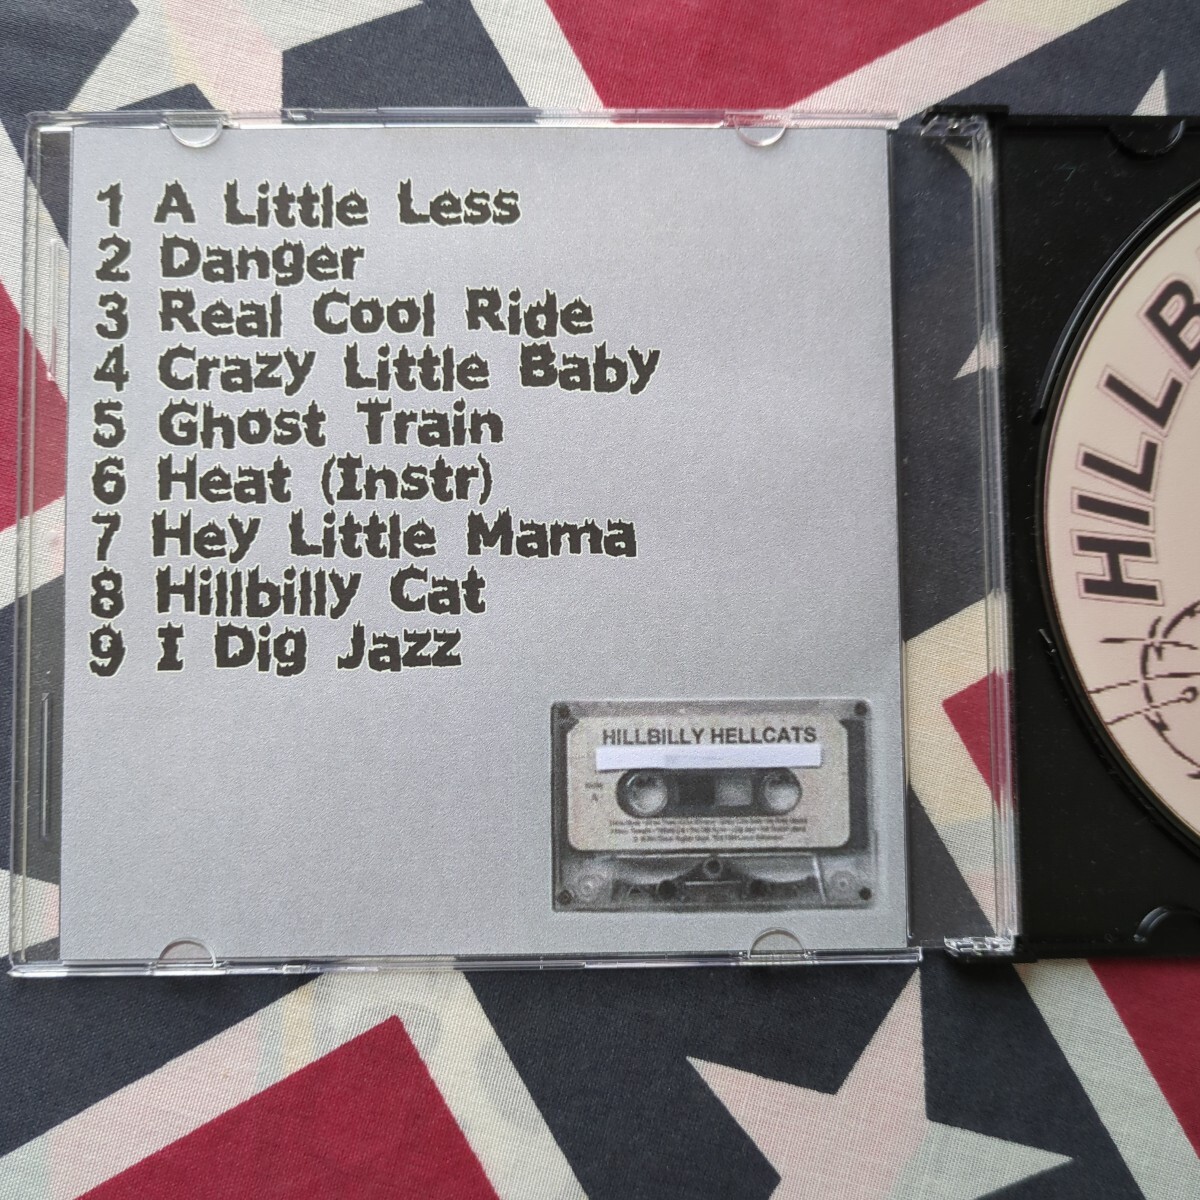 1 A Little Less
2 Danger
3 Real Cool Ride
4 Crazy Little Baby
5 Ghost Train
6 Heat (Instr)
7 Hey Little Mama
8 Hillbilly Cat
9 I Dig Jazz
HILLBILLY HELLCATS
Side
A
HILLB